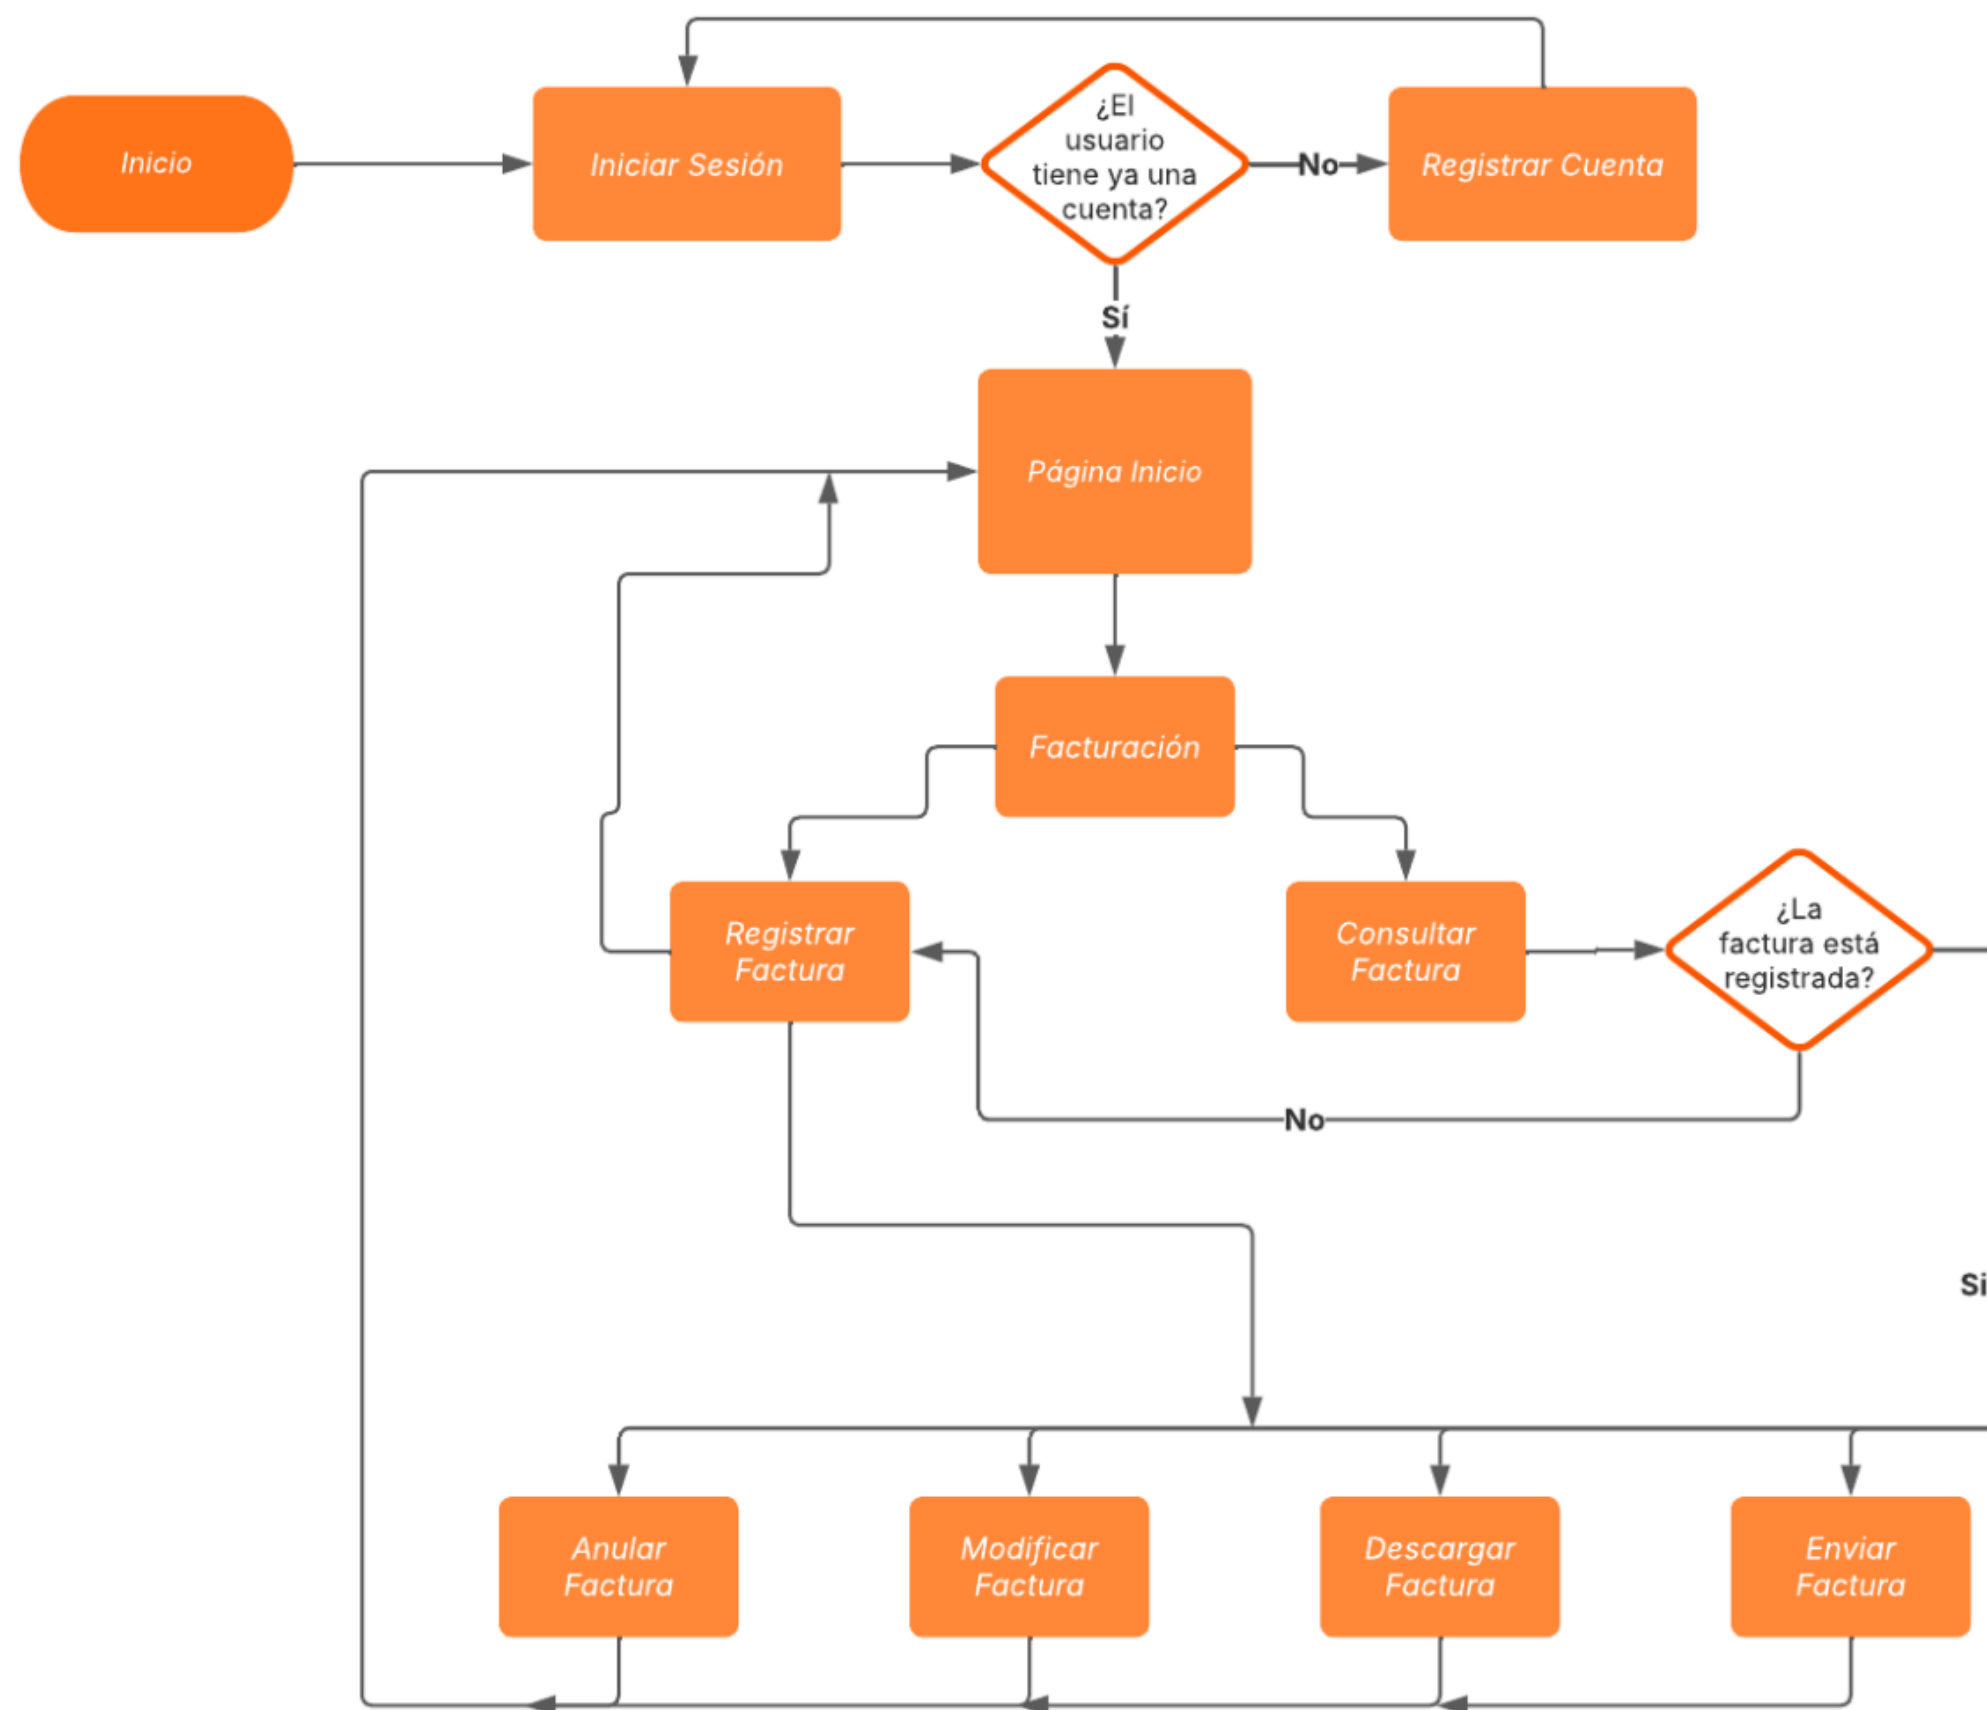 Inicio
Iniciar Sesión
¿El
usuario
tiene ya una
cuenta?
No
Registrar Cuenta
Sí
Página Inicio
Facturación
Registrar
Factura
Consultar
Factura
¿La
factura está
registrada?
No
Si
Anular
Factura
Modificar
Factura
Descargar
Factura
Enviar
Factura